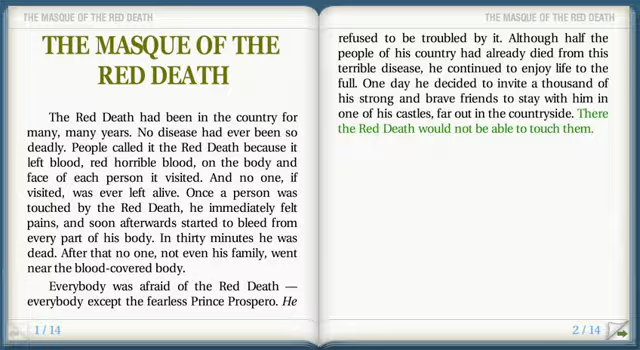 THE MASQUE OF THE RED DEATH
THE MASQUE OF THE
RED DEATH
The Red Death had been in the country for
many, many years. No disease had ever been so
deadly. People called it the Red Death because it
left blood, red horrible blood, on the body and
face of each person it visited. And no one, if
visited, was ever left alive. Once a person was
touched by the Red Death, he immediately felt
pains, and soon afterwards started to bleed from
every part of his body. In thirty minutes he was
dead. After that no one, not even his family, went
near the blood-covered body.
Everybody was afraid of the Red Death —
everybody except the fearless Prince Prospero. He
1 / 14
THE MASQUE OF THE RED DEATH
refused to be troubled by it. Although half the
people of his country had already died from this
terrible disease, he continued to enjoy life to the
full. One day he decided to invite a thousand of
his strong and brave friends to stay with him in
one of his castles, far out in the countryside. There
the Red Death would not be able to touch them.
2 / 14